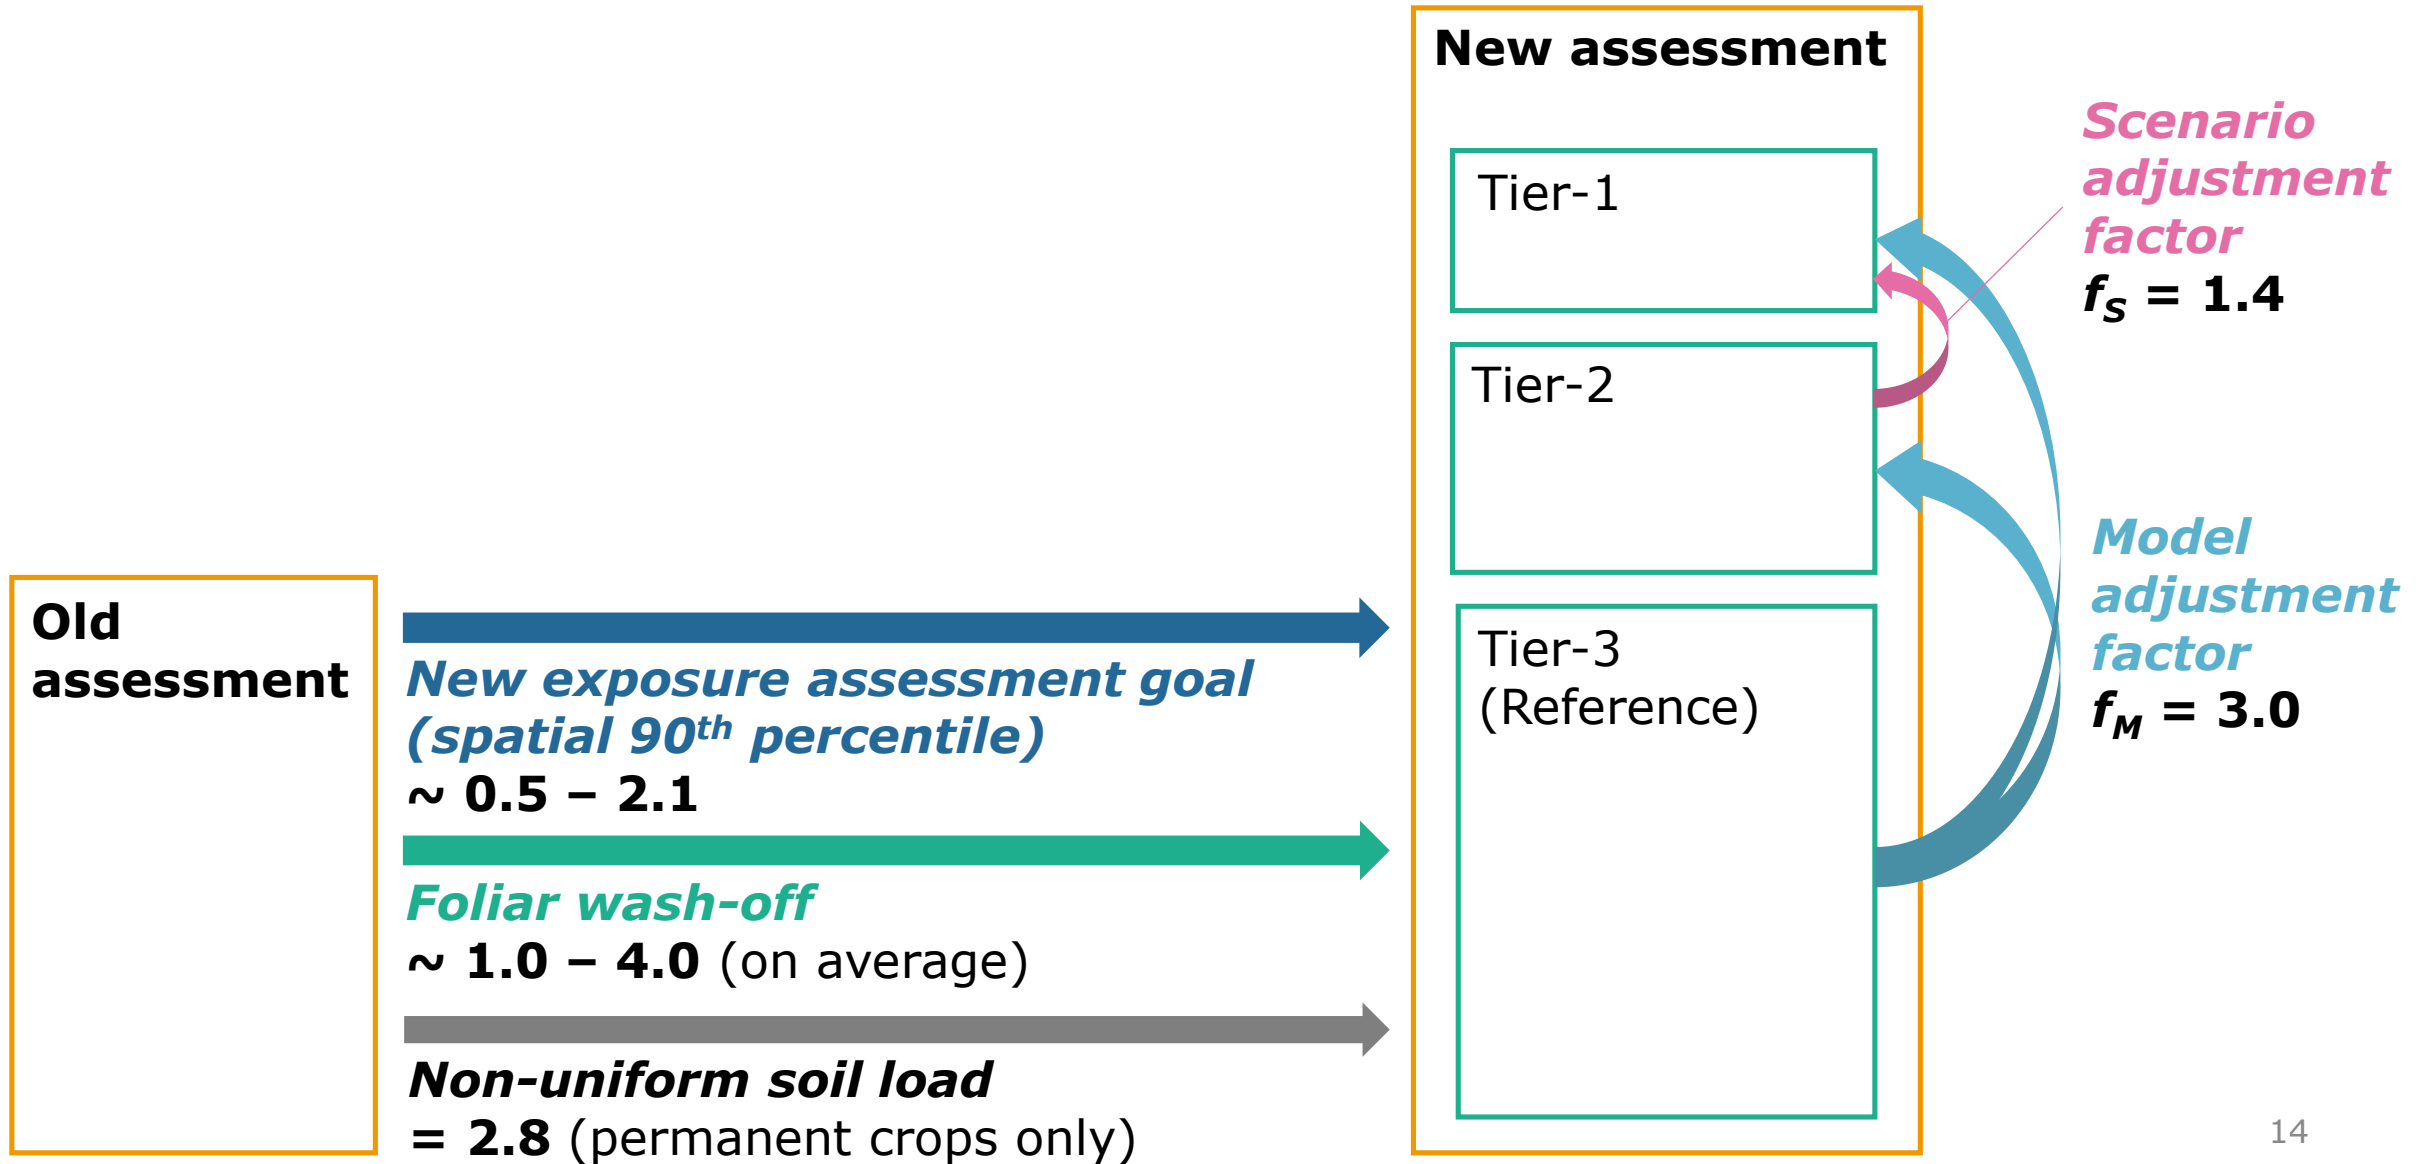 New assessment
Scenario
adjustment
factor
fS = 1.4
Tier-1
Tier-2
Model
adjustment
factor
fM = 3.0
Tier-3
(Reference)
Old
assessment
New exposure assessment goal
(spatial 90th percentile)
~ 0.5 – 2.1
Foliar wash-off
~ 1.0 – 4.0 (on average)
Non-uniform soil load
= 2.8 (permanent crops only)
14